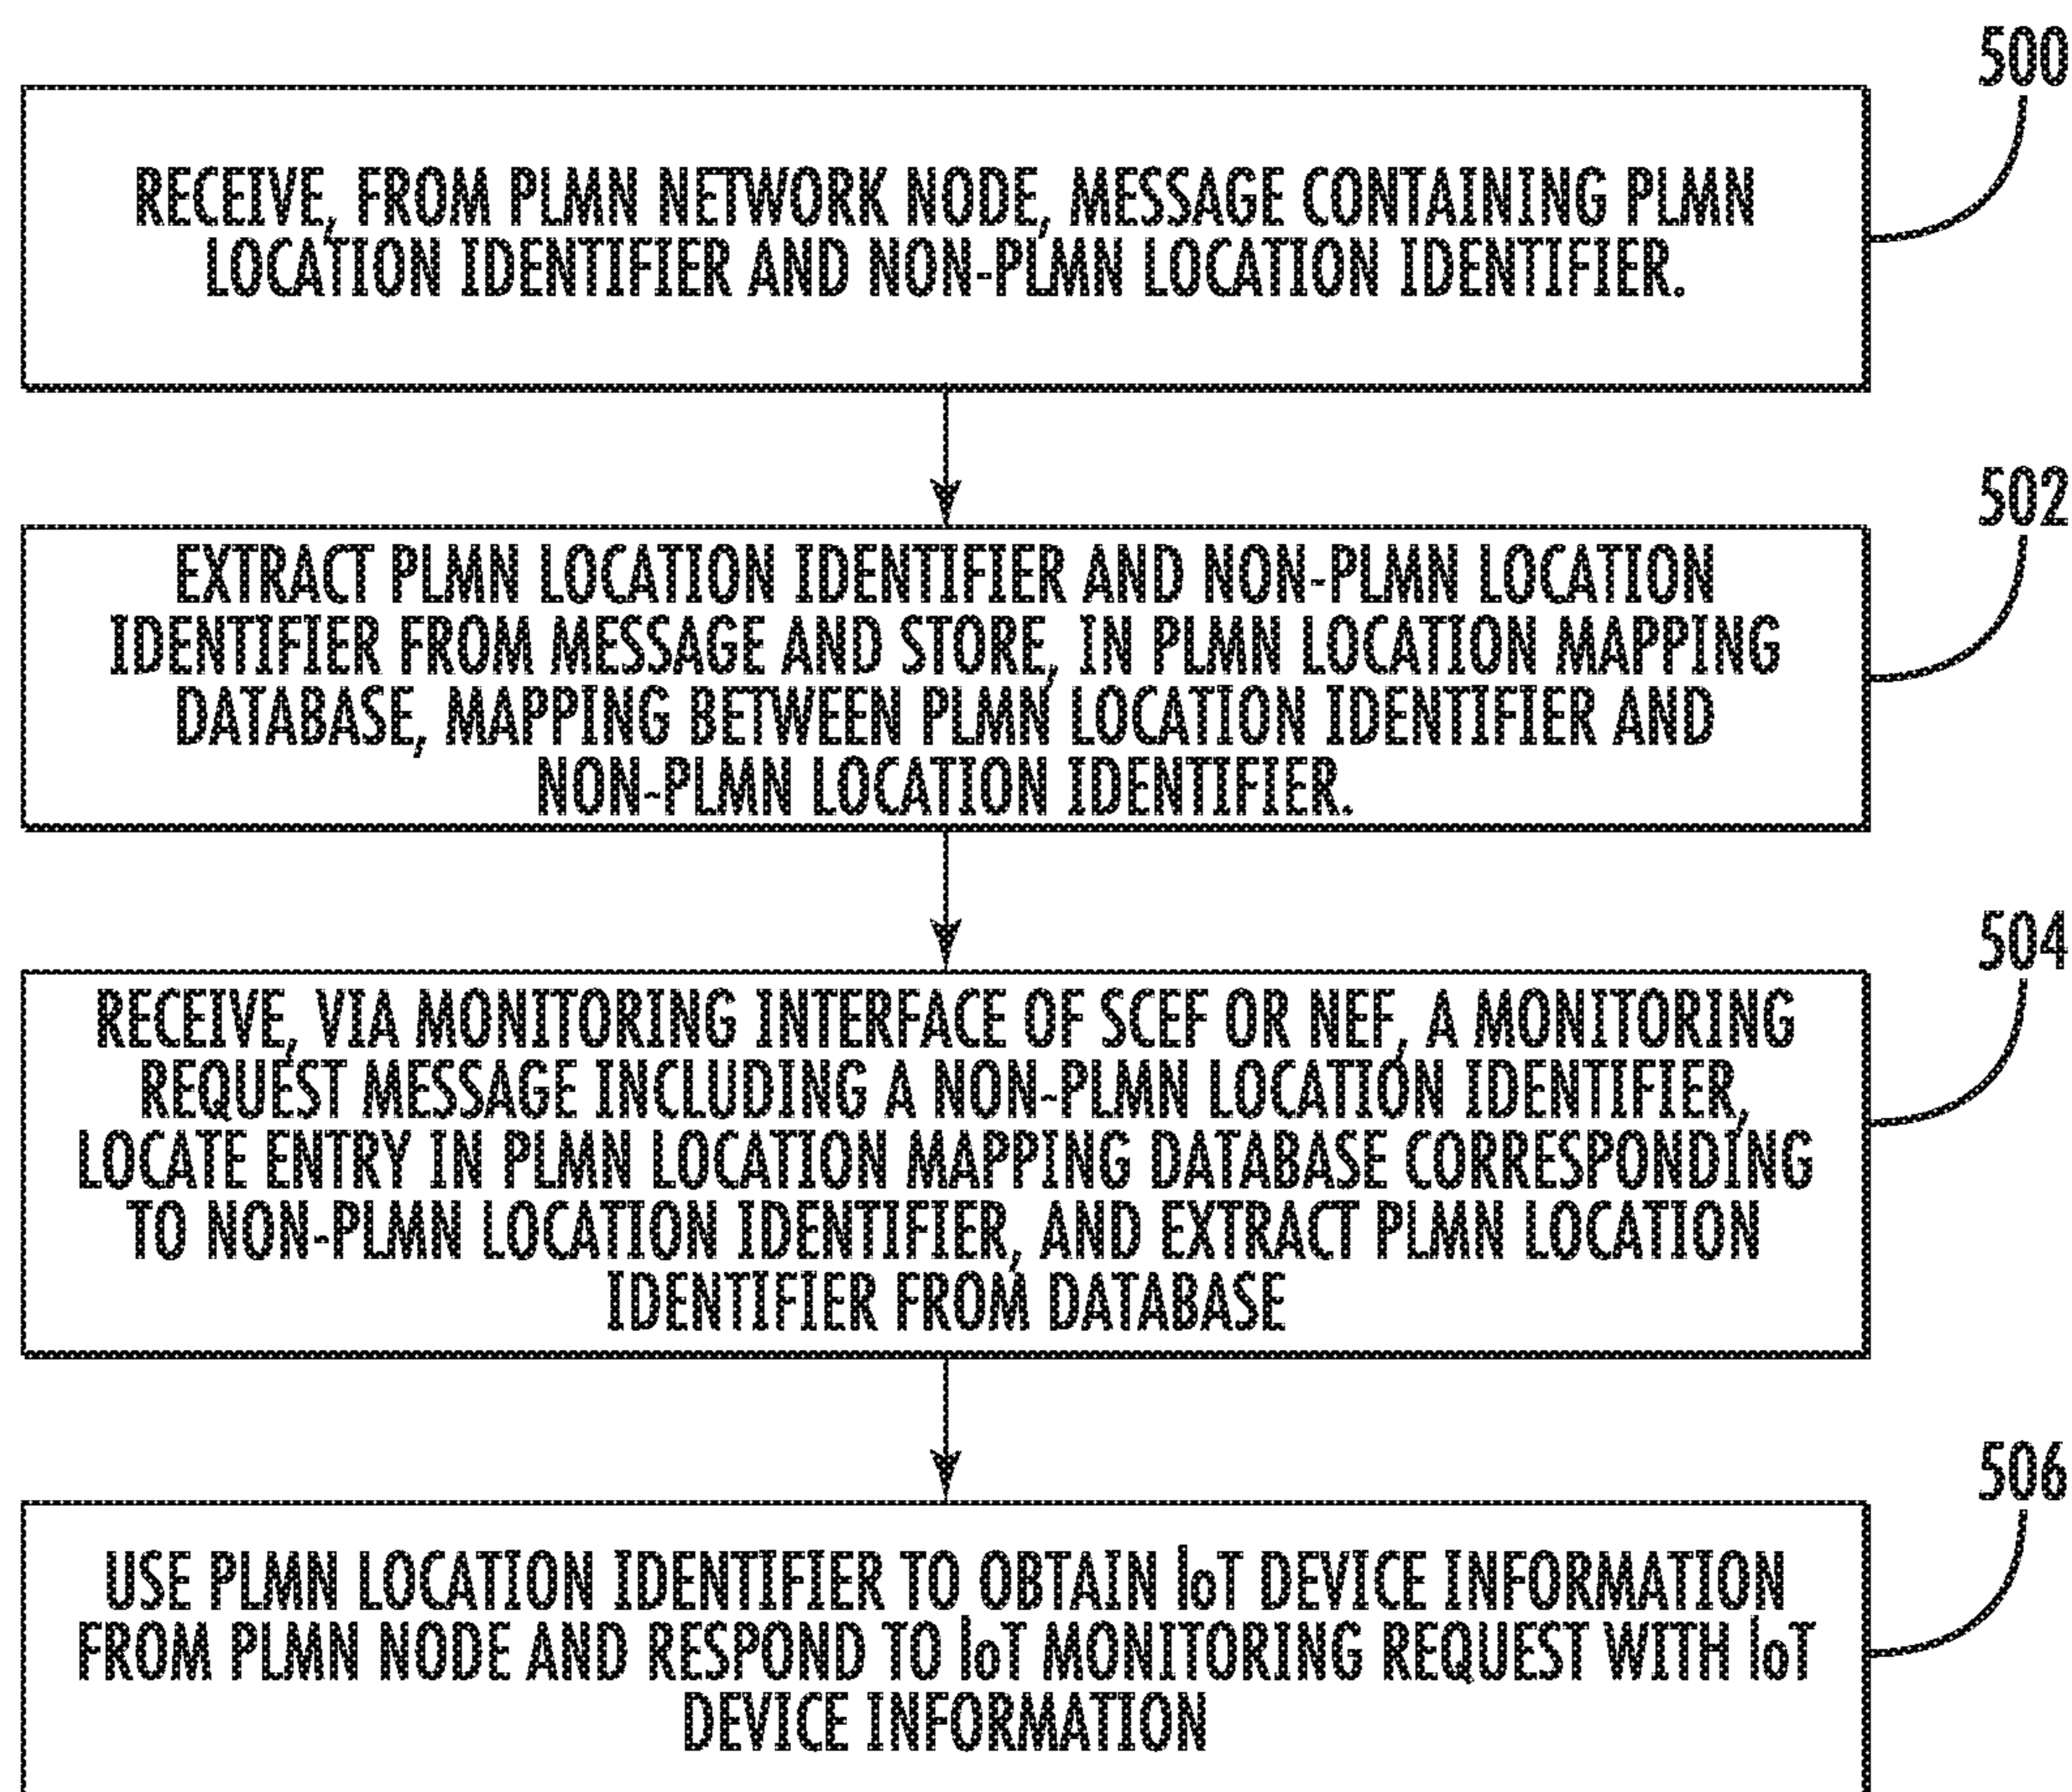 500
RECEIVE, FROM PLMN NETWORK NODE, MESSAGE CONTAINING PLMN
LOCATION IDENTIFIER AND NON-PLMN LOCATION IDENTIFIER.
502
EXTRACT PLMN LOCATION IDENTIFIER AND NON-PLMN LOCATION
IDENTIFIER FROM MESSAGE AND STORE, IN PLMN LOCATION MAPPING
DATABASE, MAPPING BETWEEN PLMN LOCATION IDENTIFIER AND
NON-PLMN LOCATION IDENTIFIER.
504
RECEIVE, VIA MONITORING INTERFACE OF SCEF OR NEF, A MONITORING
REQUEST MESSAGE INCLUDING A NON-PLMN LOCATION IDENTIFIER,
LOCATE ENTRY IN PLMN LOCATION MAPPING DATABASE CORRESPONDING
TO NON-PLMN LOCATION IDENTIFIER, AND EXTRACT PLMN LOCATION
IDENTIFIER FROM DATABASE
506
USE PLMN LOCATION IDENTIFIER TO OBTAIN IoT DEVICE INFORMATION
FROM PLMN NODE AND RESPOND TO IoT MONITORING REQUEST WITH IoT
DEVICE INFORMATION